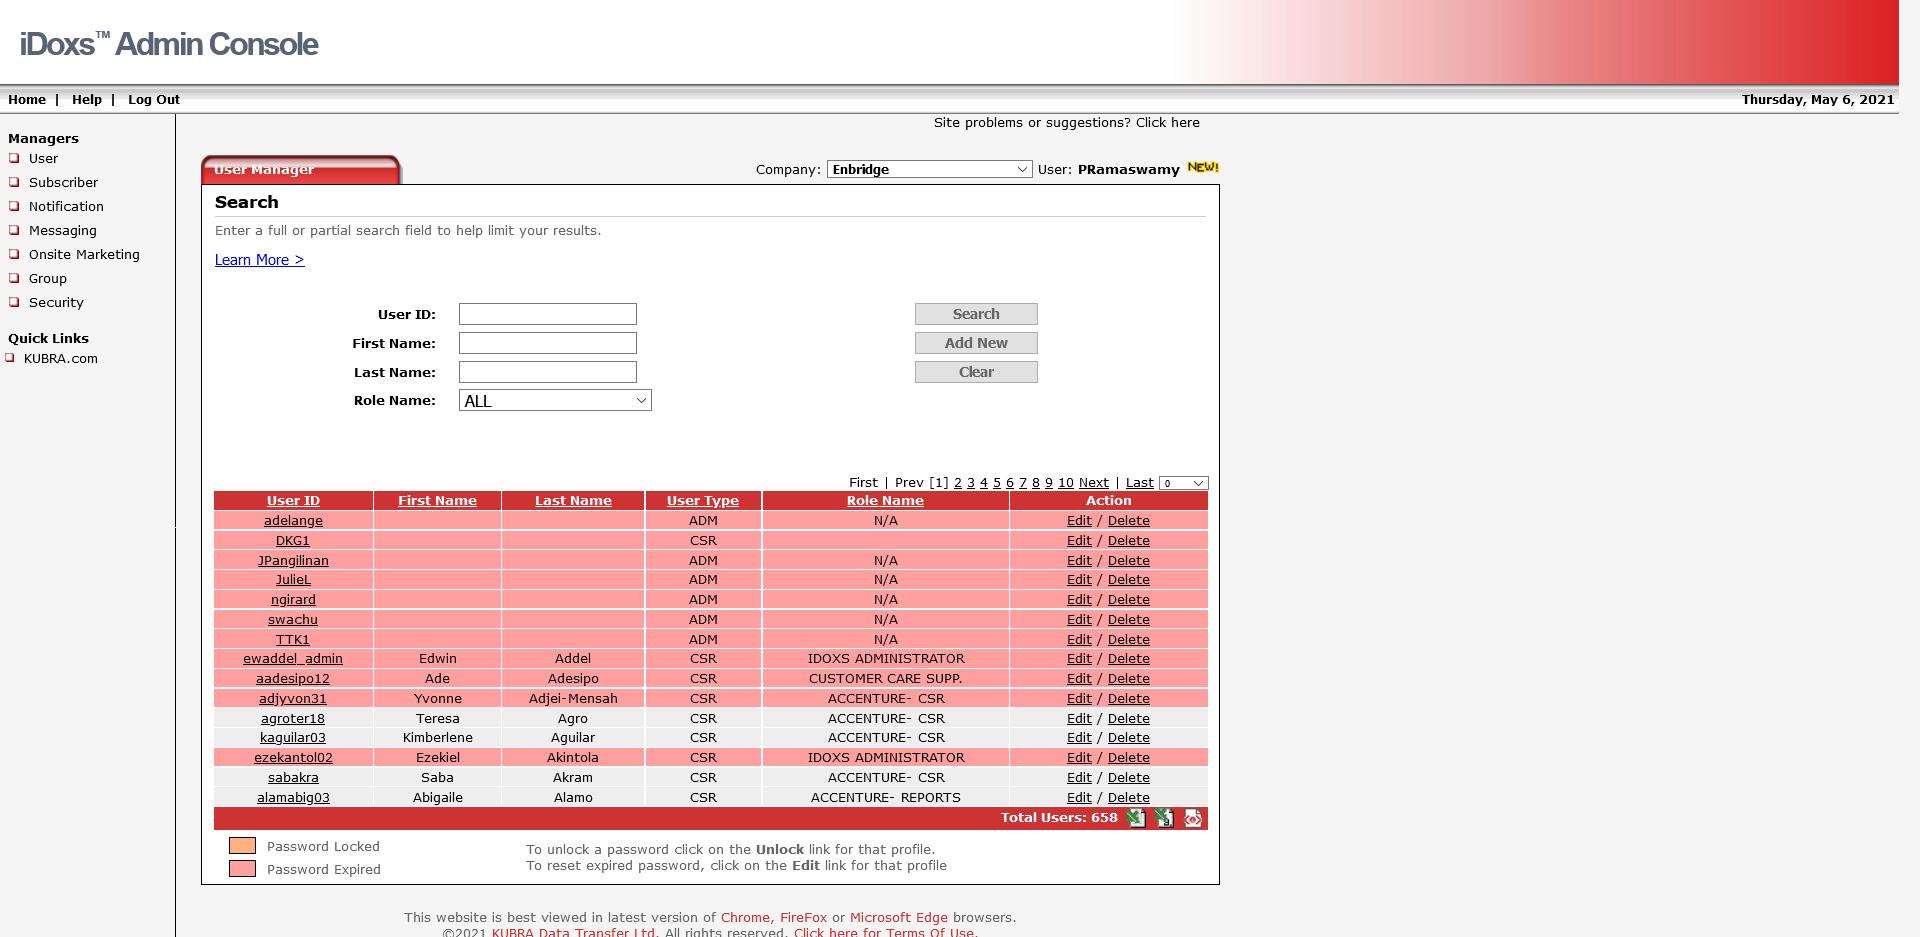 iDoxs™ Admin Console
Home | Help | Log Out Thursday, May 6, 2021
Site problems or suggestions? Click here
Managers
User
Subscriber
Notification
Messaging
Onsite Marketing
Group
Security
Quick Links
KUBRA.com
User Manager Company: Enbridge User: PRamaswamy NEW!
Search
Enter a full or partial search field to help limit your results.
Learn More >
User ID: Search
First Name: Add New
Last Name: Clear
Role Name: ALL
First | Prev [1] 2 3 4 5 6 7 8 9 10 Next | Last 0
User ID First Name Last Name User Type Role Name Action
adelange ADM N/A Edit / Delete
DKG1 CSR Edit / Delete
JPangilinan ADM N/A Edit / Delete
JulieL ADM N/A Edit / Delete
ngirard ADM N/A Edit / Delete
swachu ADM N/A Edit / Delete
TTK1 ADM N/A Edit / Delete
ewaddel_admin Edwin Addel CSR IDOXS ADMINISTRATOR Edit / Delete
aadesipo12 Ade Adesipo CSR CUSTOMER CARE SUPP. Edit / Delete
adjyvon31 Yvonne Adjei-Mensah CSR ACCENTURE- CSR Edit / Delete
agroter18 Teresa Agro CSR ACCENTURE- CSR Edit / Delete
kaguilar03 Kimberlene Aguilar CSR ACCENTURE- CSR Edit / Delete
ezekantol02 Ezekiel Akintola CSR IDOXS ADMINISTRATOR Edit / Delete
sabakra Saba Akram CSR ACCENTURE- CSR Edit / Delete
alamabig03 Abigaile Alamo CSR ACCENTURE- REPORTS Edit / Delete
Total Users: 658
Password Locked
Password Expired
To unlock a password click on the Unlock link for that profile.
To reset expired password, click on the Edit link for that profile
This website is best viewed in latest version of Chrome, FireFox or Microsoft Edge browsers.
©2021 KUBRA Data Transfer Ltd. All rights reserved. Click here for Terms Of Use.